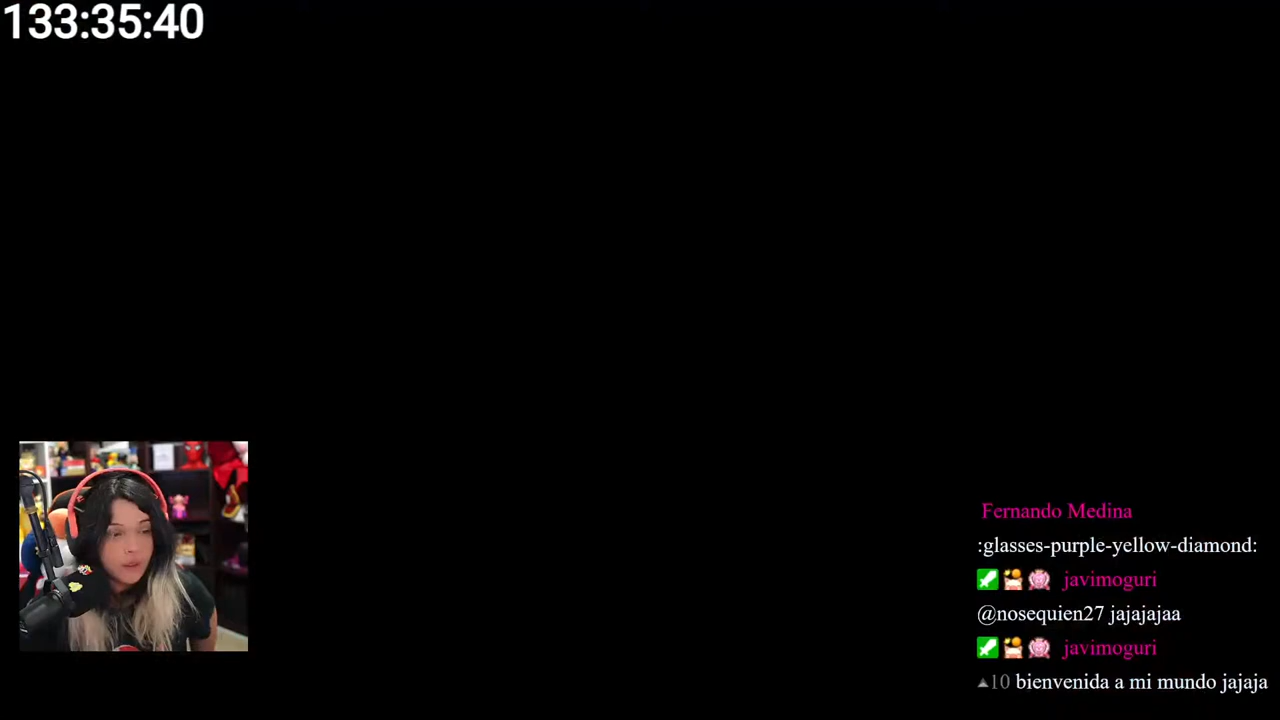 133:35:40
Fernando Medina
:glasses-purple-yellow-diamond:
javimoguri
@nosequien27 jajajajaa
javimoguri
10 bienvenida a mi mundo jajaja